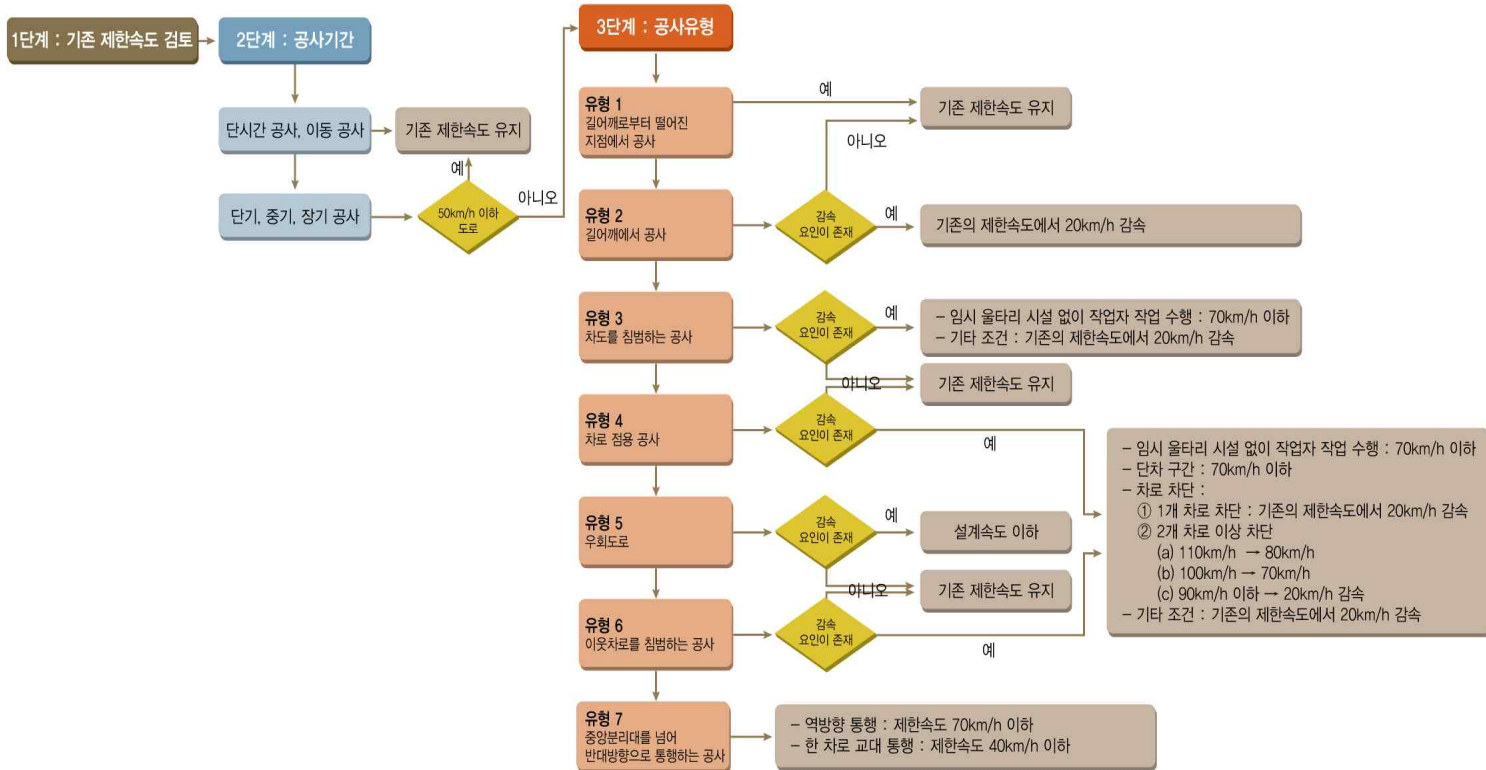 1단계 : 기존 제한속도 검토
2단계 : 공사기간
단시간 공사, 이동 공사
기존 제한속도 유지
예
단기, 중기, 장기 공사
50km/h 이하
도로
아니오
3단계 : 공사유형
유형 1
길어깨로부터 떨어진
지점에서 공사
예
기존 제한속도 유지
아니오
유형 2
길어깨에서 공사
감속
요인이 존재
예
기존의 제한속도에서 20km/h 감속
유형 3
차도를 침범하는 공사
감속
요인이 존재
예
– 임시 울타리 시설 없이 작업자 작업 수행 : 70km/h 이하
– 기타 조건 : 기존의 제한속도에서 20km/h 감속
아니오
기존 제한속도 유지
유형 4
차로 점용 공사
감속
요인이 존재
예
– 임시 울타리 시설 없이 작업자 작업 수행 : 70km/h 이하
– 단차 구간 : 70km/h 이하
– 차로 차단 :
① 1개 차로 차단 : 기존의 제한속도에서 20km/h 감속
② 2개 차로 이상 차단
(a) 110km/h → 80km/h
(b) 100km/h → 70km/h
(c) 90km/h 이하 → 20km/h 감속
– 기타 조건 : 기존의 제한속도에서 20km/h 감속
유형 5
우회도로
감속
요인이 존재
예
설계속도 이하
아니오
기존 제한속도 유지
유형 6
이웃차로를 침범하는 공사
감속
요인이 존재
예
유형 7
중앙분리대를 넘어
반대방향으로 통행하는 공사
– 역방향 통행 : 제한속도 70km/h 이하
– 한 차로 교대 통행 : 제한속도 40km/h 이하